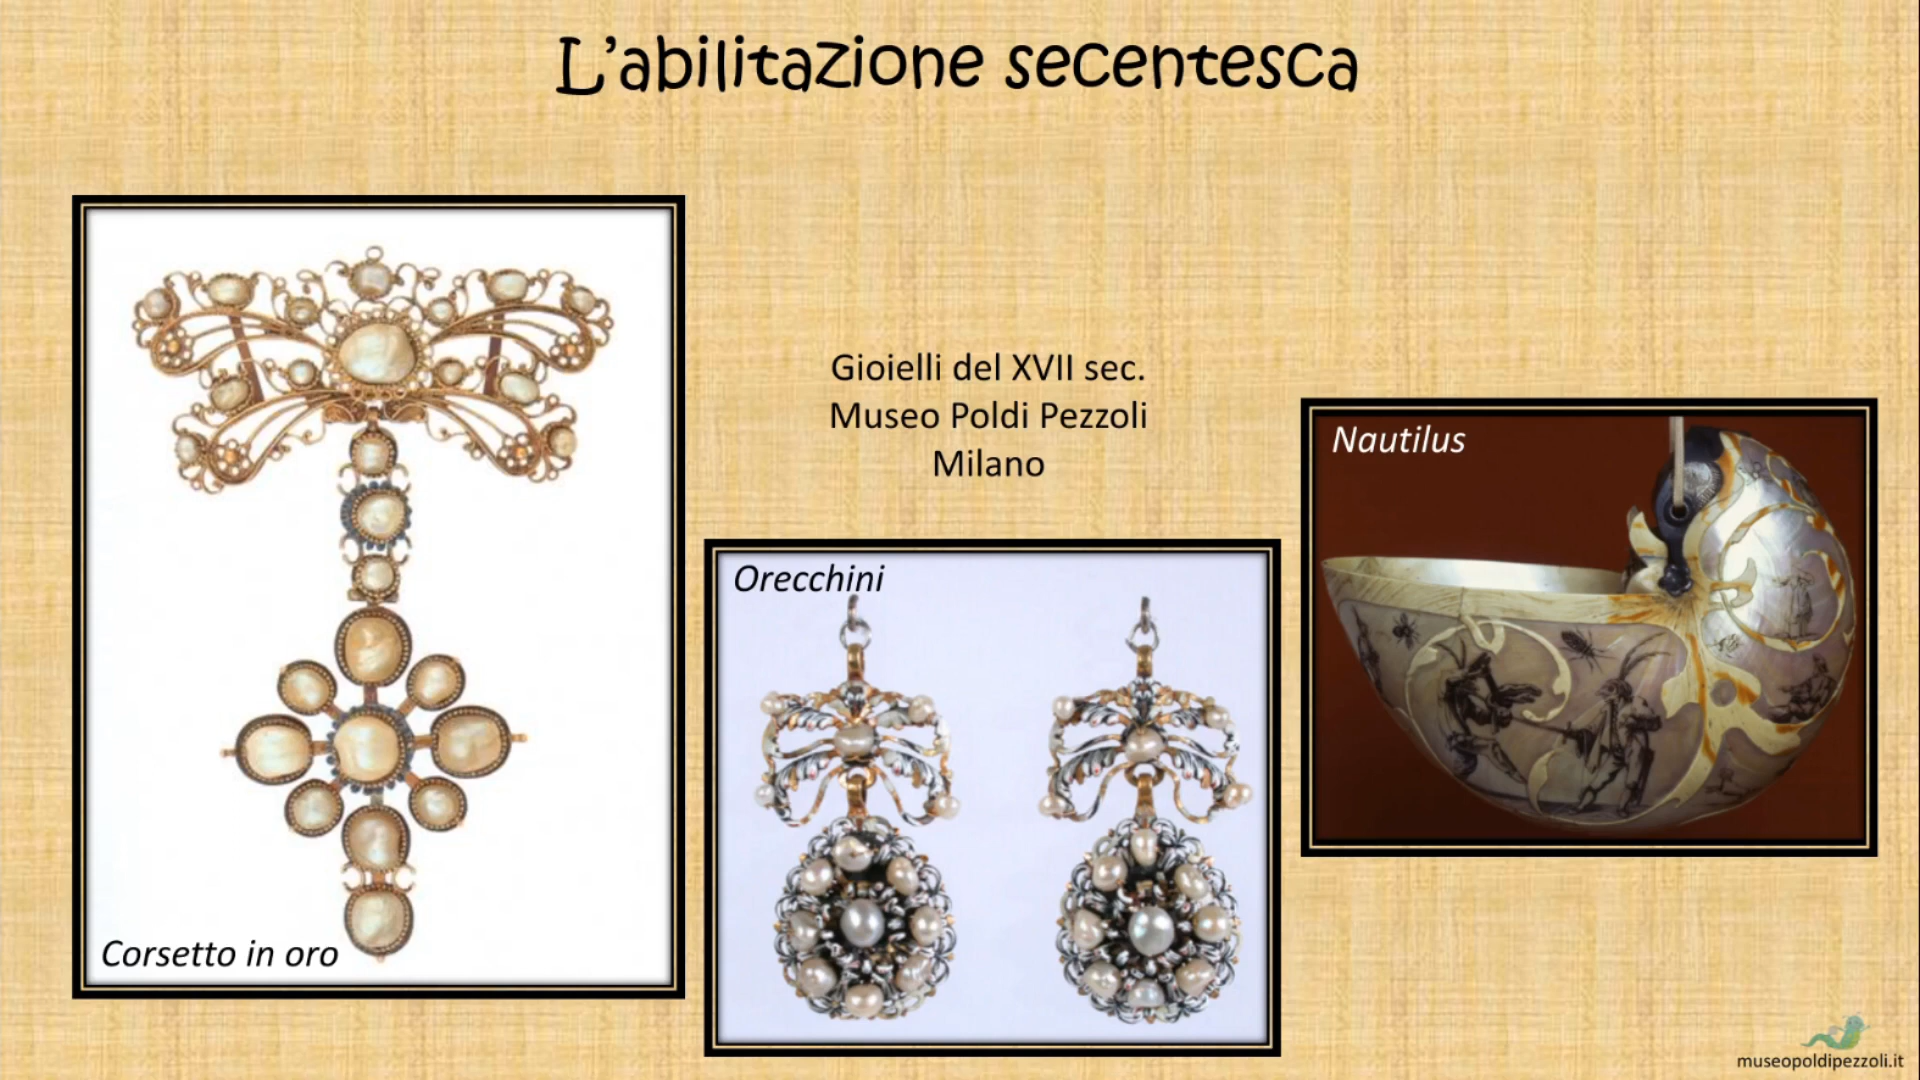 L’abilitazione secentesca
Gioielli del XVII sec.
Museo Poldi Pezzoli
Milano
Nautilus
Orecchini
Corsetto in oro
museopoldipezzoli.it